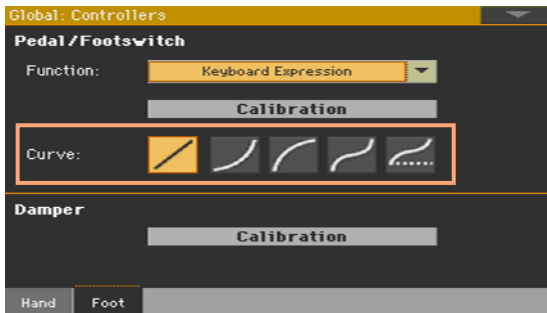 Global: Controllers
Pedal/Footswitch
Function: Keyboard Expression
Calibration
Curve:
Damper
Calibration
Hand Foot